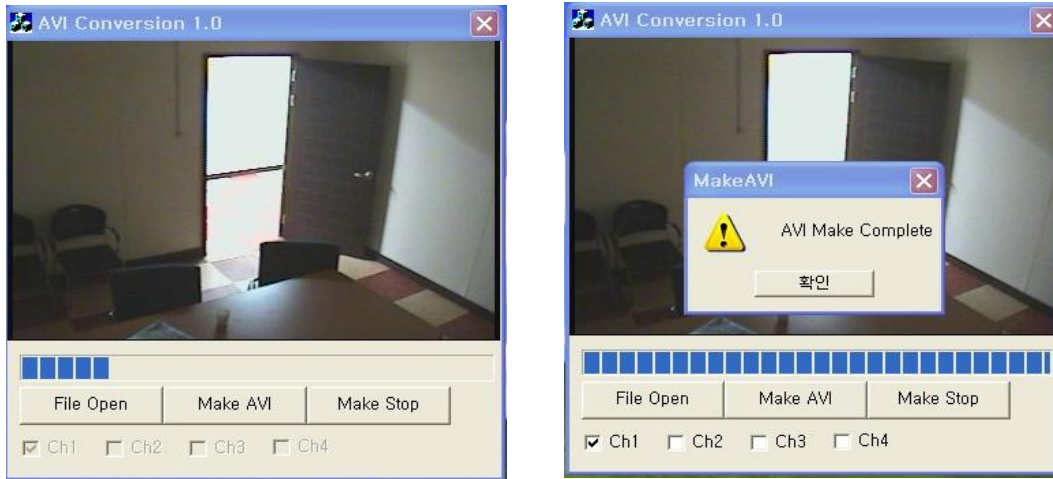 AVI Conversion 1.0
File Open
Make AVI
Make Stop
Ch1
Ch2
Ch3
Ch4
AVI Conversion 1.0
MakeAVI
AVI Make Complete
확인
File Open
Make AVI
Make Stop
Ch1
Ch2
Ch3
Ch4